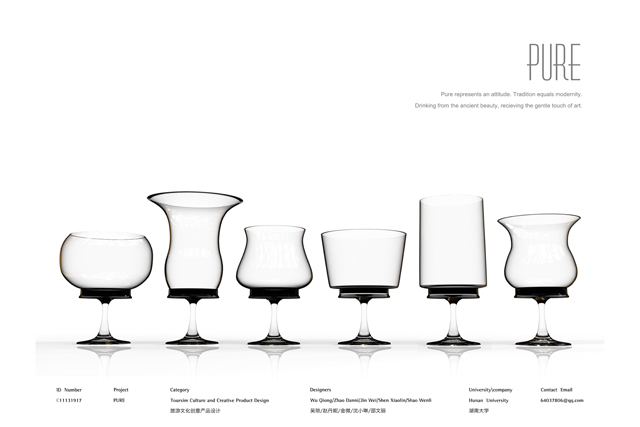 PURE
Pure represents an attitude. Tradition equals modernity.
Drinking from the ancient beauty, recieving the gentle touch of art.
ID Number Project Category Designers University/company Contact Email
C11131917 PURE Toursim Culture and Creative Product Design Wu Qiong/Zhao Danni/Jin Wei/Shen Xiaolin/Shao Wenli Hunan University 64037806@qq.com
旅游文化创意产品设计 吴琼/赵丹妮/金微/沈小琳/邵文丽 湖南大学